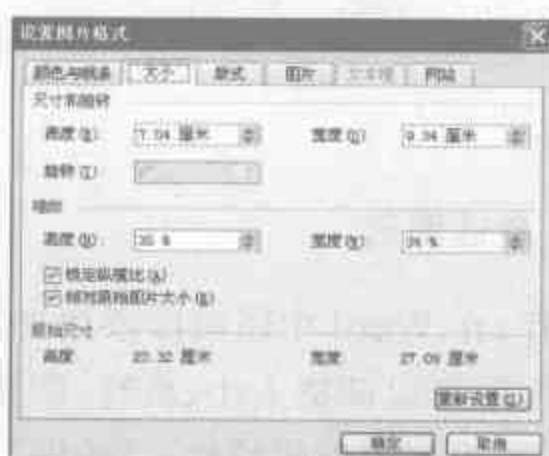 设置图片格式
颜色与线条 大小 版式 图片 文本框 网站
尺寸和旋转
高度(E): 7.04 厘米 宽度(D): 9.34 厘米
旋转(T):
缩放
高度(H): 35 % 宽度(W): 34 %
锁定纵横比(A)
相对原始图片大小(R)
原始尺寸
高度: 20.32 厘米 宽度: 27.09 厘米
重新设置(S)
确定 取消